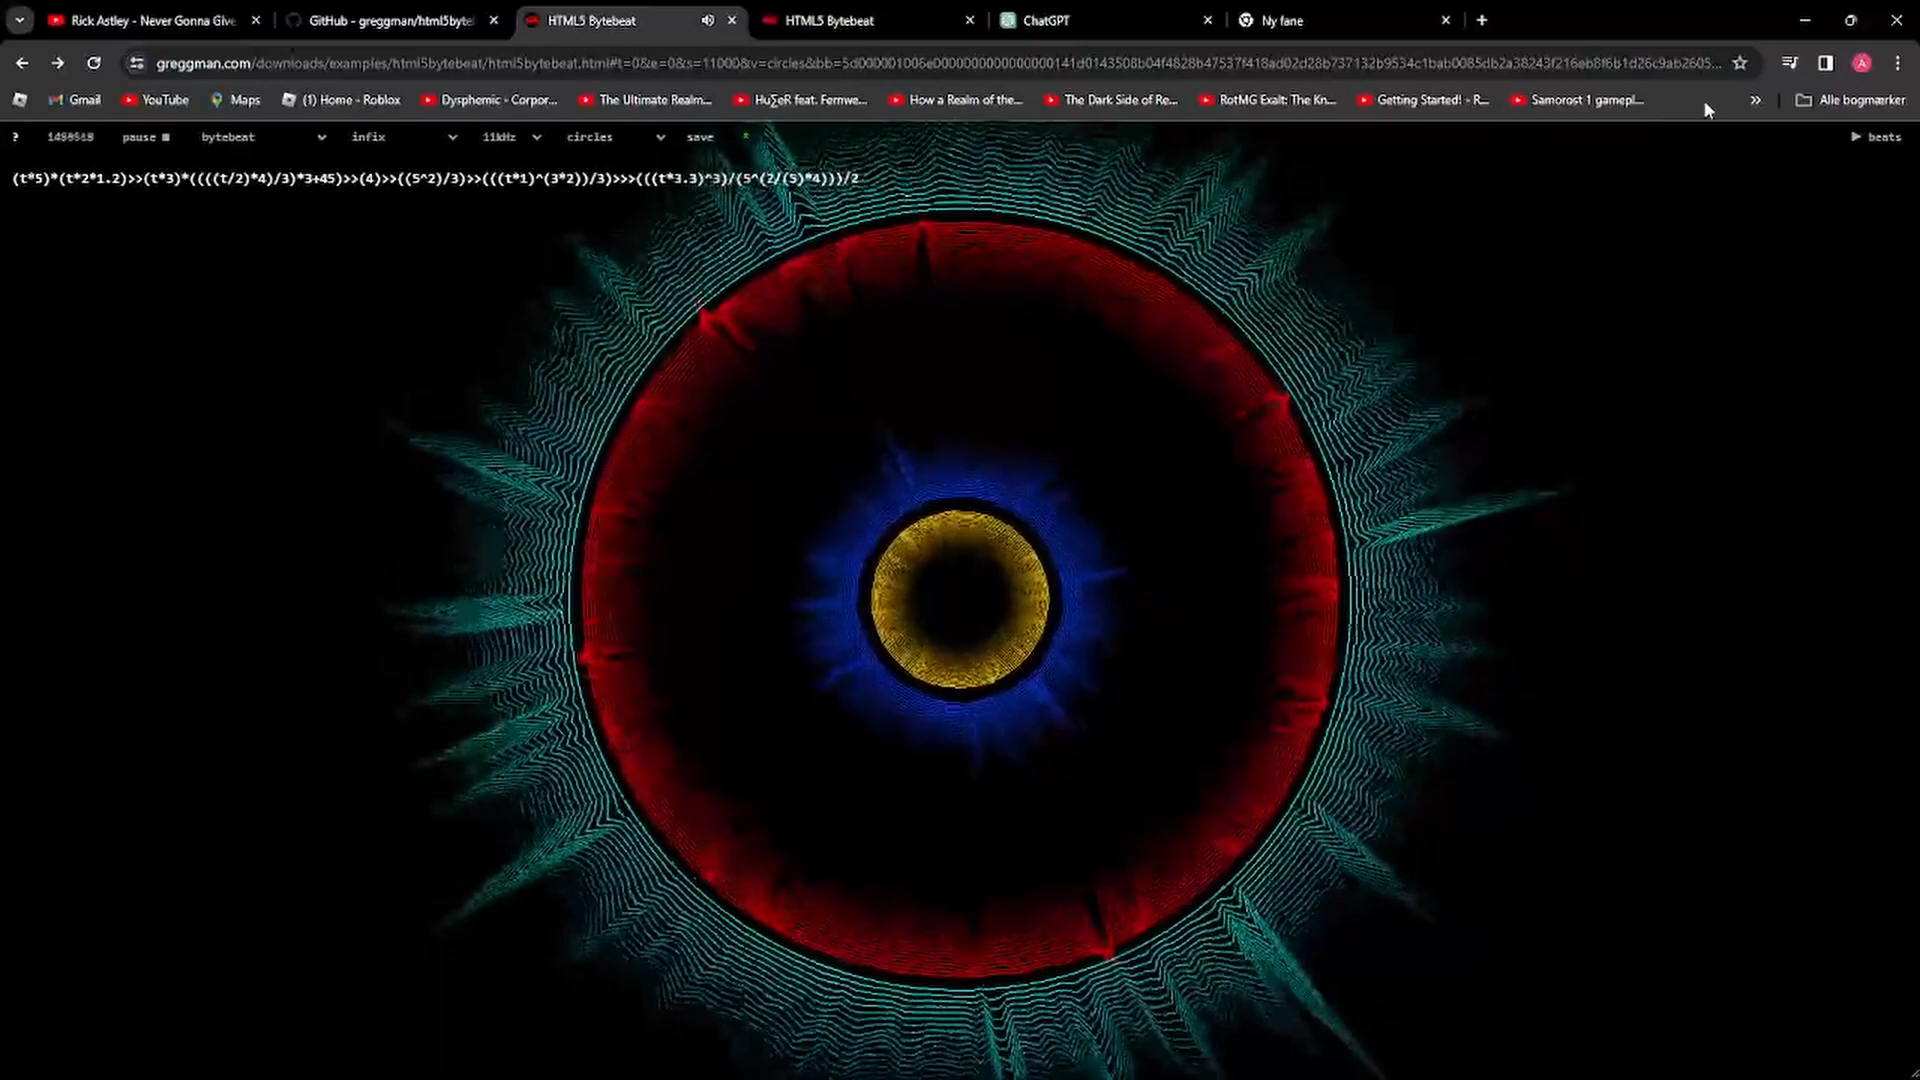 Rick Astley - Never Gonna Give
GitHub - greggman/html5byte
HTML5 Bytebeat
HTML5 Bytebeat
ChatGPT
Ny fane
greggman.com/downloads/examples/html5bytebeat/html5bytebeat.html#t=0&e=0&s=11000&v=circles&bb=5d000001006e00000000000000141d0143508b04f4828b47537f418ad02d28b737132b9534c1bab0085db2a38243f216eb8f6b1d26c9ab2605...
Gmail
YouTube
Maps
(1) Home - Roblox
Dysphemic - Corpor...
The Ultimate Realm...
HuƩeR feat. Fernwe...
How a Realm of the...
The Dark Side of Re...
RotMG Exalt: The Kn...
Getting Started! - R...
Samorost 1 gamepl...
Alle bogmærker
? pause bytebeat infix 11kHz circles save * beats
(t*5)*(t*2*1.2)>>(t*3)*((((t/2)*4)/3)*3+45)>>(4)>>((5^2)/3)>>(((t*1)^(3*2))/3)>>>(((t*3.3)^3)/(5^(2/(5)*4)))/2